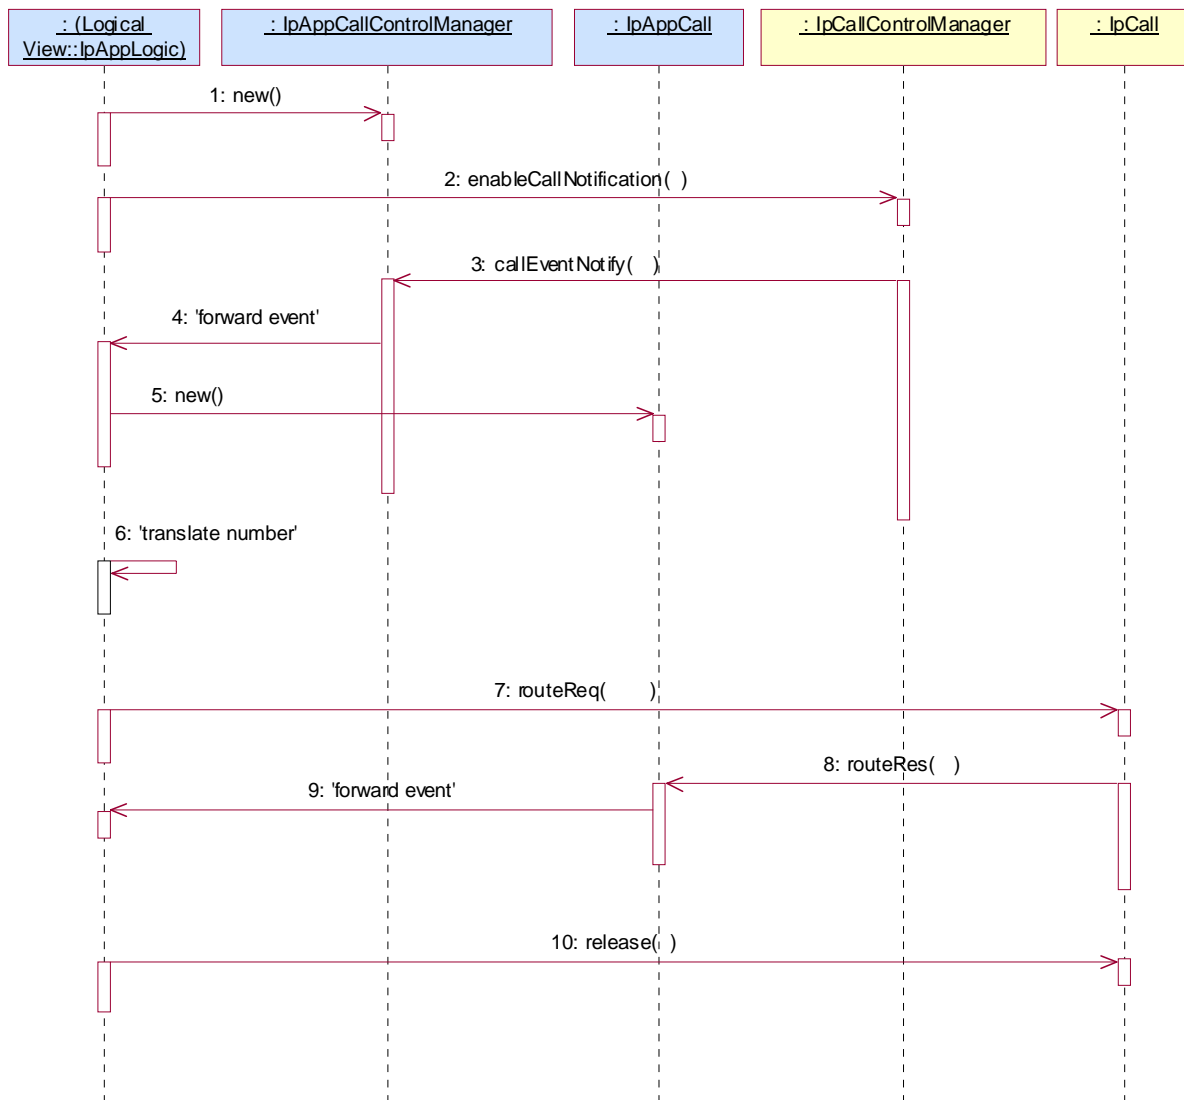 : (Logical
View::IpAppLogic)
: IpAppCallControlManager
: IpAppCall
: IpCallControlManager
: IpCall
1: new()
2: enableCallNotification( )
3: callEventNotify( )
4: 'forward event'
5: new()
6: 'translate number'
7: routeReq( )
8: routeRes( )
9: 'forward event'
10: release( )